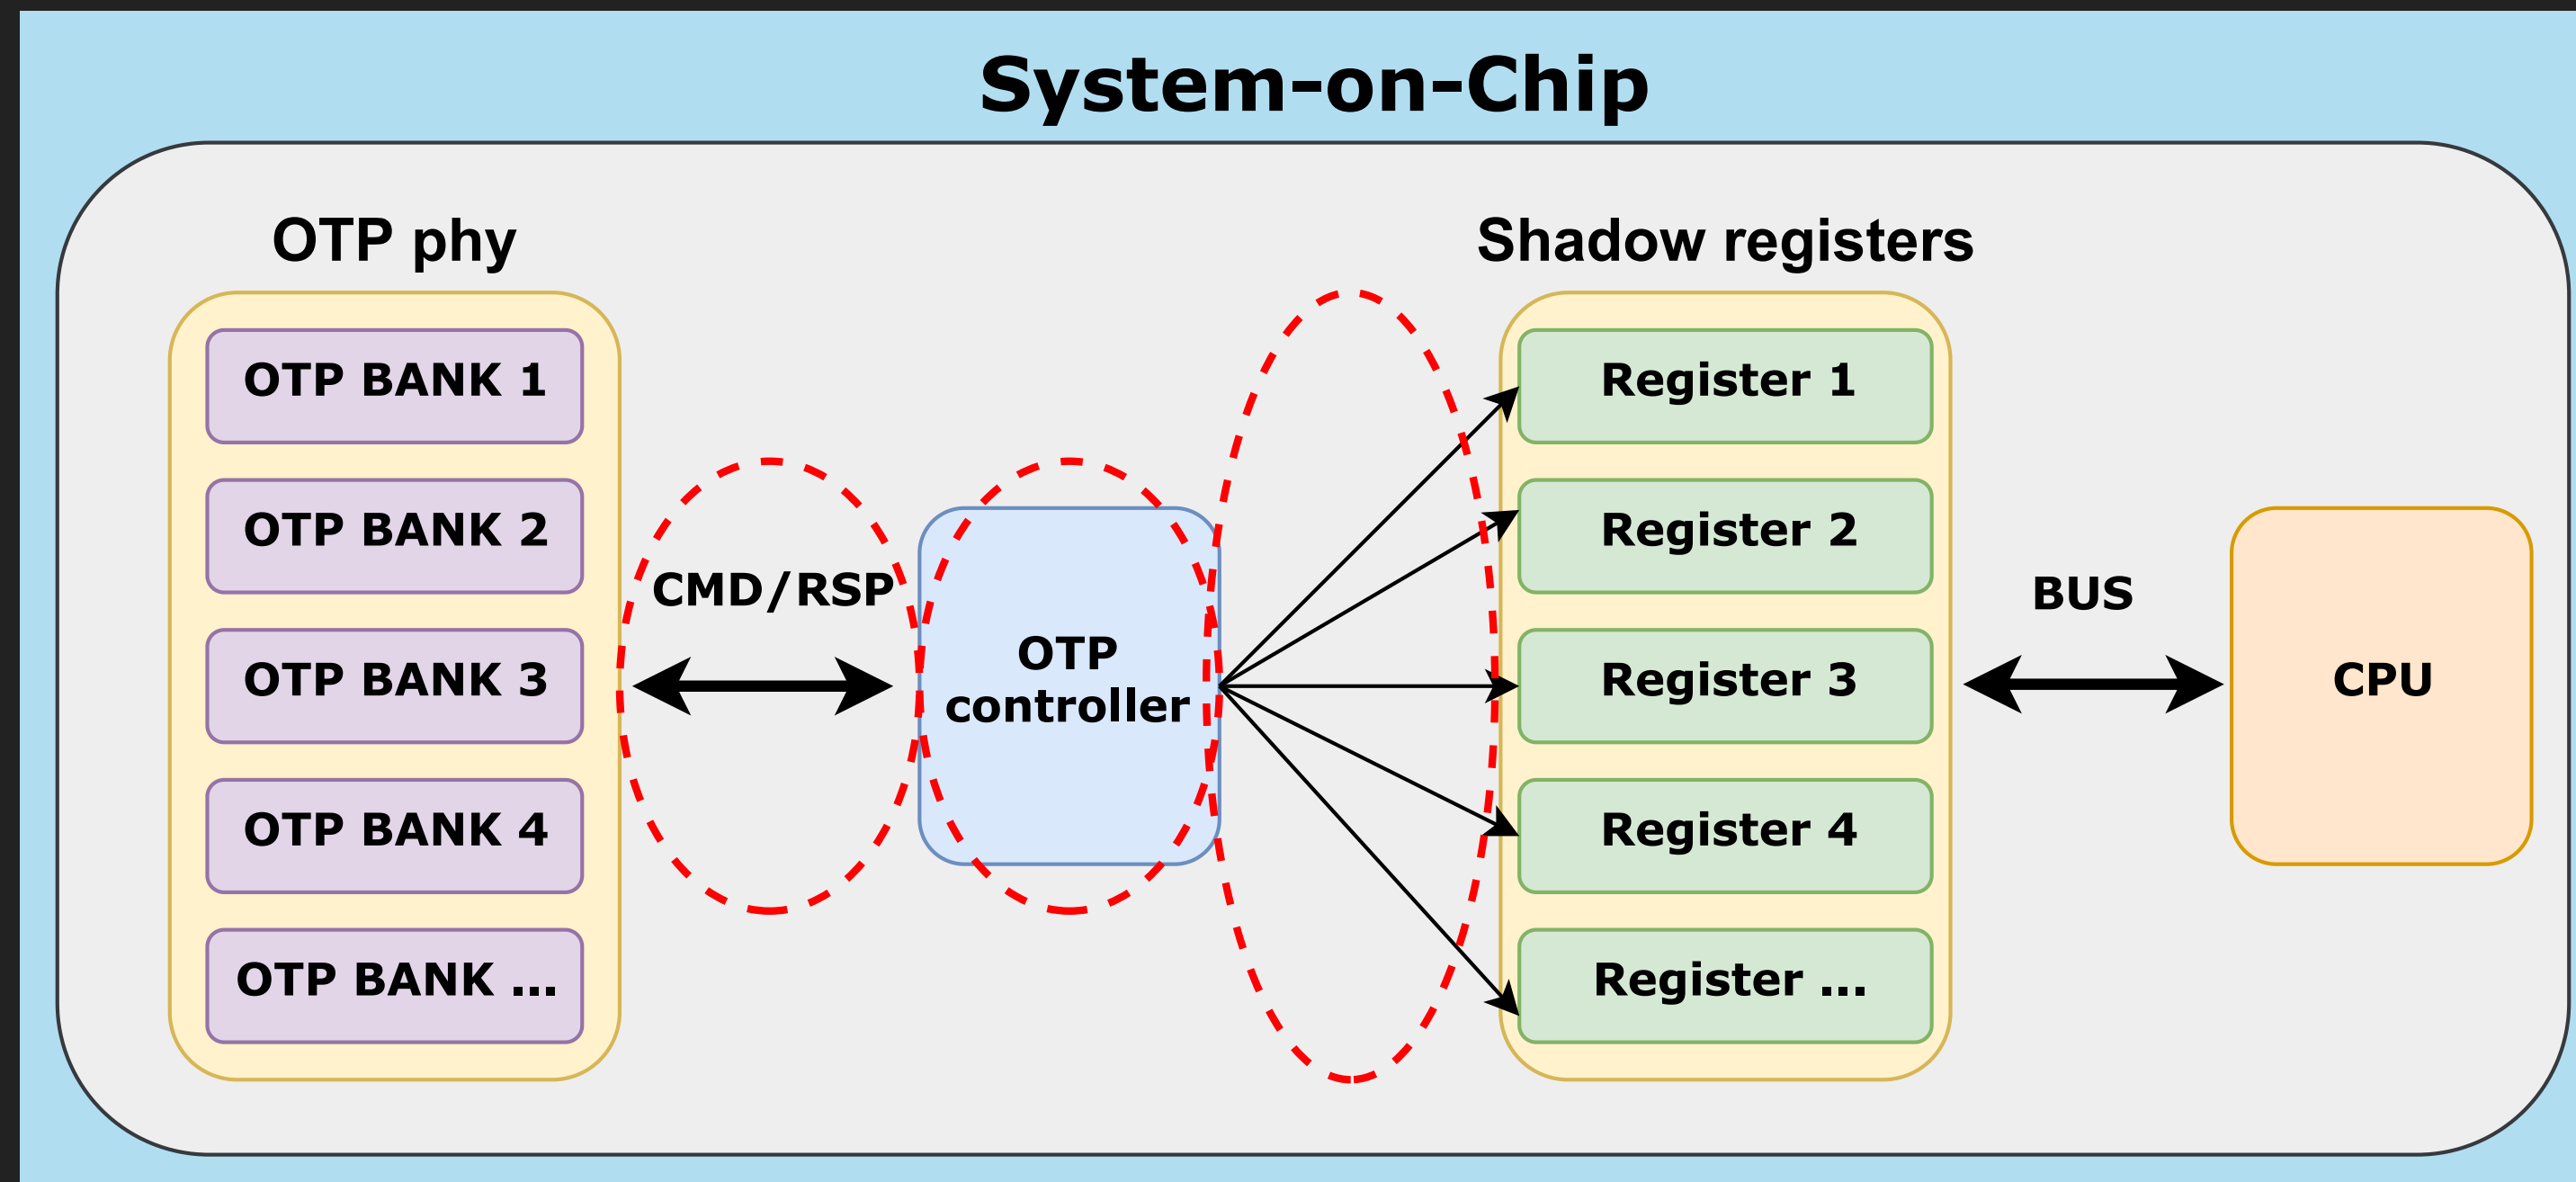 System-on-Chip
OTP phy
Shadow registers
OTP BANK 1
OTP BANK 2
OTP BANK 3
OTP BANK 4
OTP BANK ...
CMD/RSP
OTP
controller
Register 1
Register 2
Register 3
Register 4
Register ...
BUS
CPU